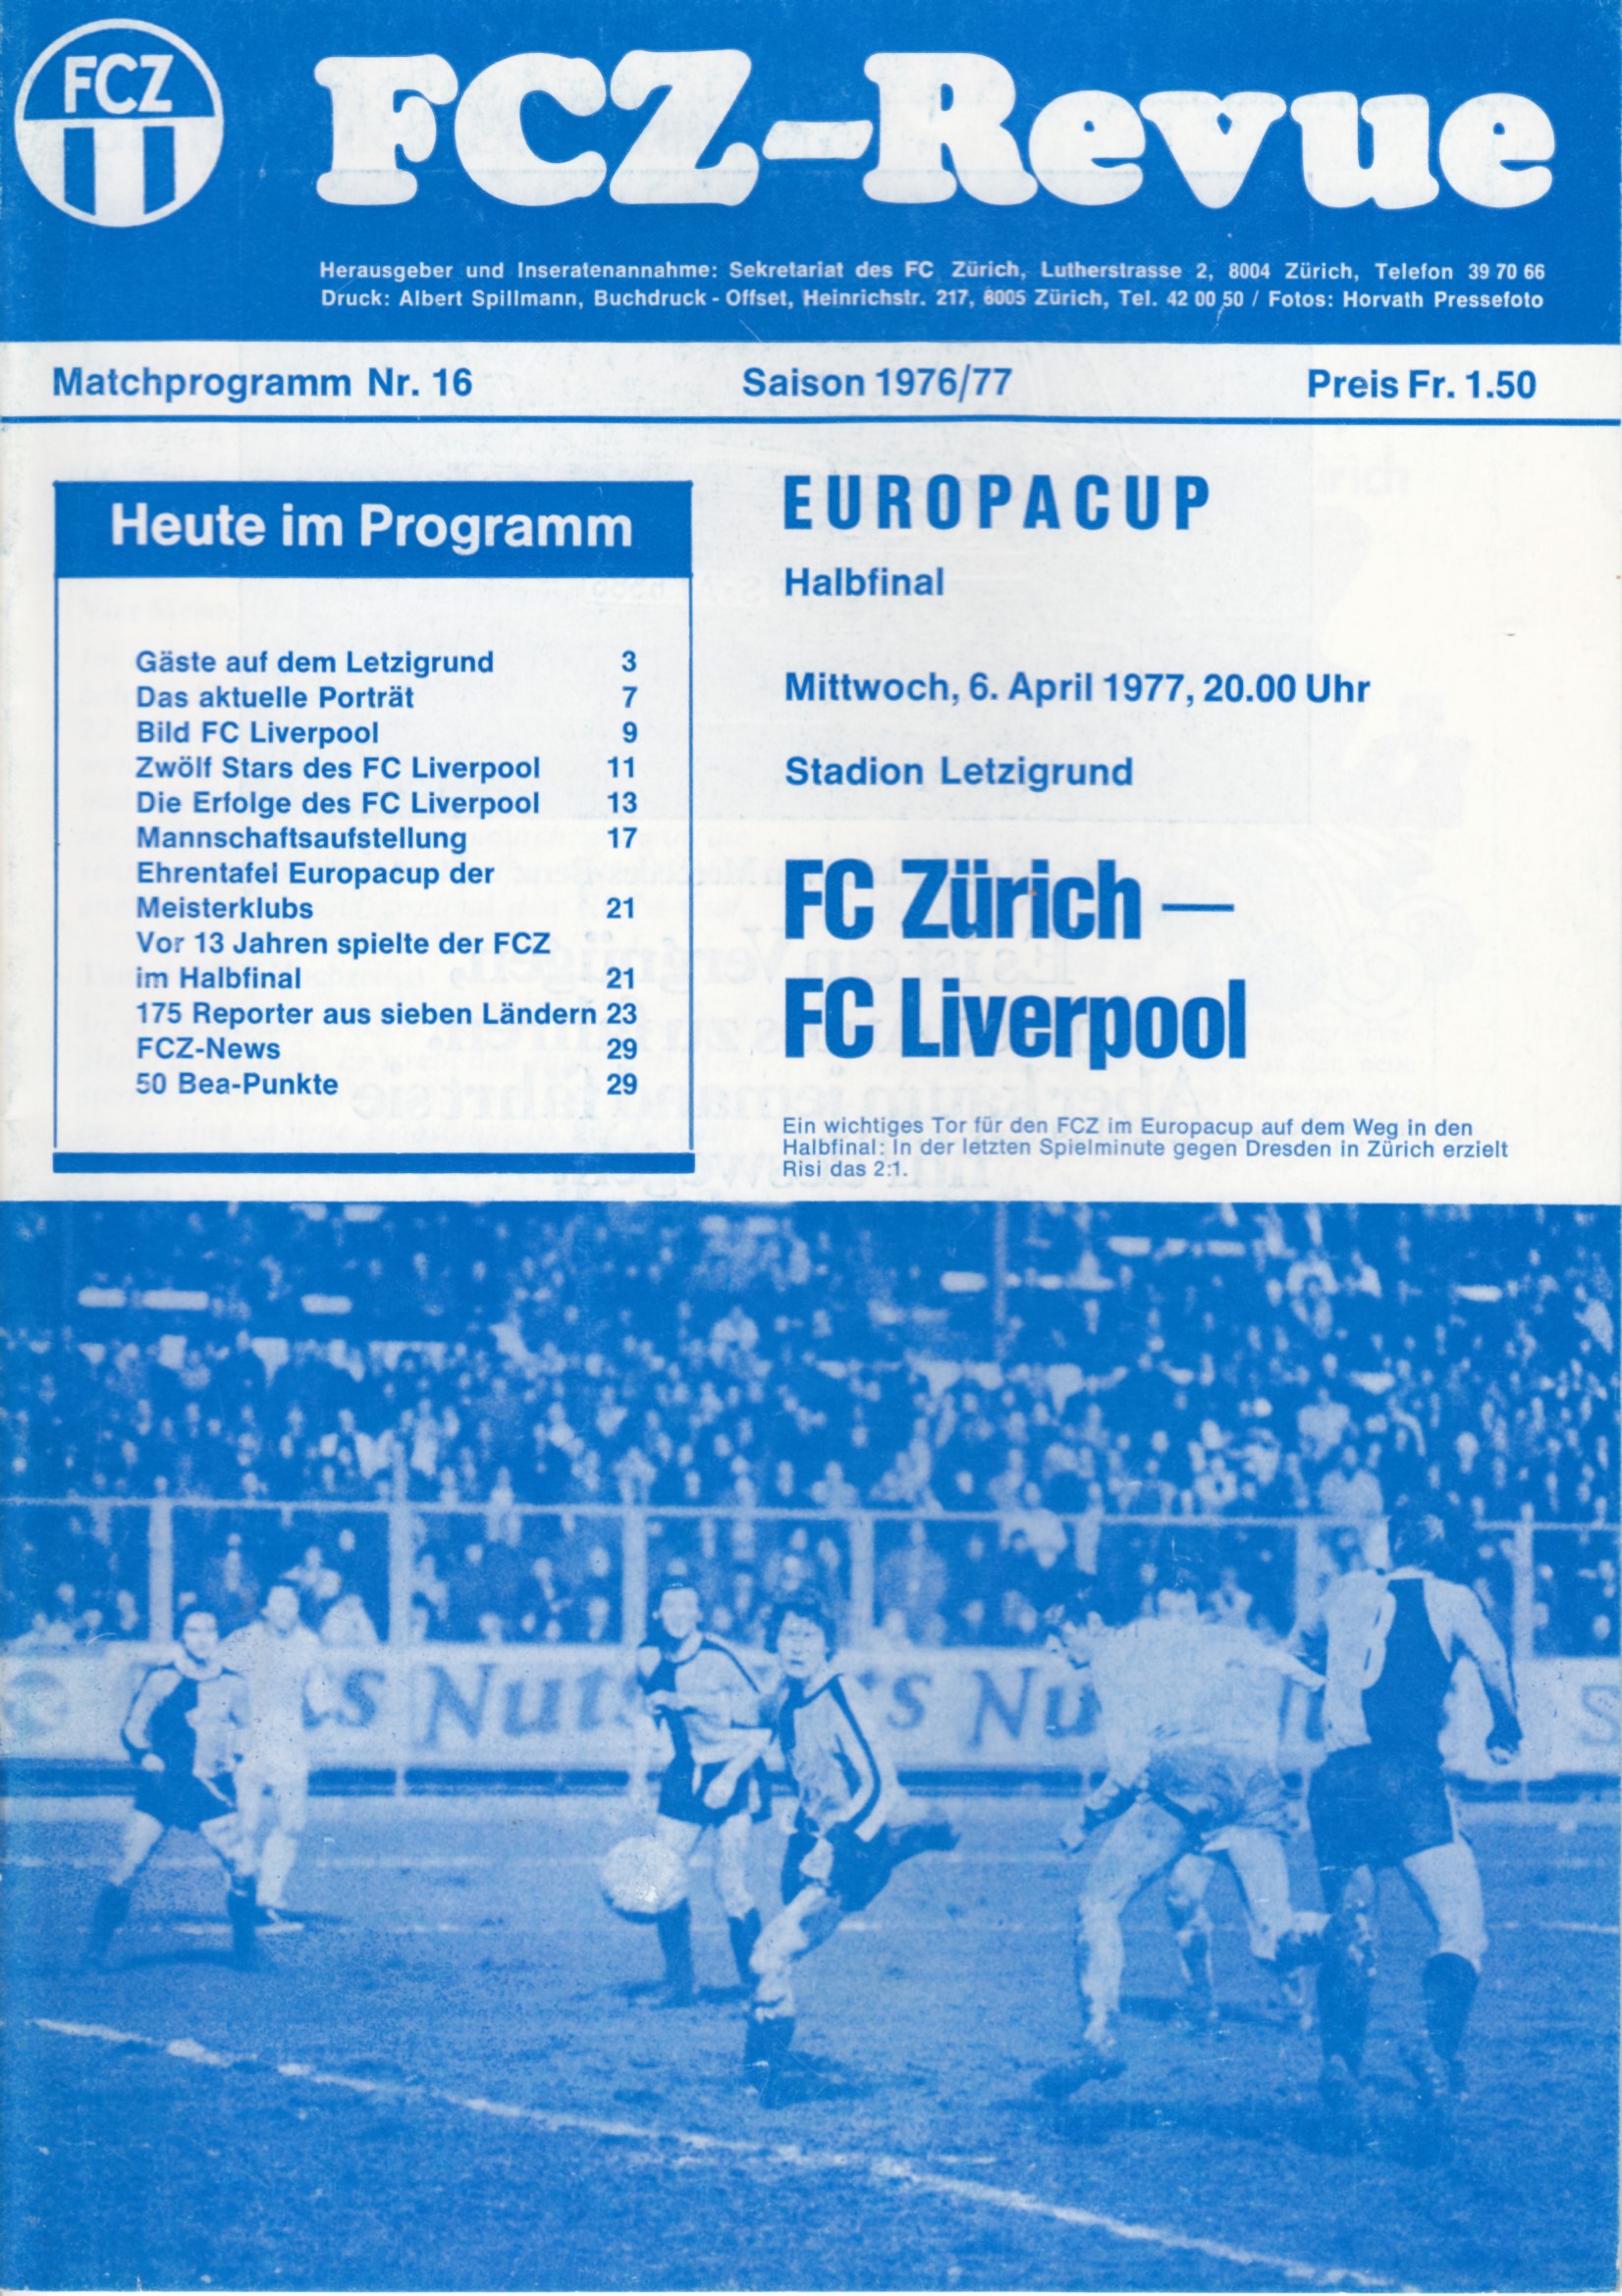 FCZ
FCZ-Revue
Herausgeber und Inseratenannahme: Sekretariat des FC Zürich, Lutherstrasse 2, 8004 Zürich, Telefon 39 70 66
Druck: Albert Spillmann, Buchdruck - Offset, Heinrichstr. 217, 8005 Zürich, Tel. 42 00 50 / Fotos: Horvath Pressefoto
Matchprogramm Nr. 16 Saison 1976/77 Preis Fr. 1.50
Heute im Programm
Gäste auf dem Letzigrund 3
Das aktuelle Porträt 7
Bild FC Liverpool 9
Zwölf Stars des FC Liverpool 11
Die Erfolge des FC Liverpool 13
Mannschaftsaufstellung 17
Ehrentafel Europacup der
Meisterklubs 21
Vor 13 Jahren spielte der FCZ
im Halbfinal 21
175 Reporter aus sieben Ländern 23
FCZ-News 29
50 Bea-Punkte 29
EUROPACUP
Halbfinal
Mittwoch, 6. April 1977, 20.00 Uhr
Stadion Letzigrund
FC Zürich —
FC Liverpool
Ein wichtiges Tor für den FCZ im Europacup auf dem Weg in den
Halbfinal: In der letzten Spielminute gegen Dresden in Zürich erzielt
Risi das 2:1.
s Nuts Nu
8